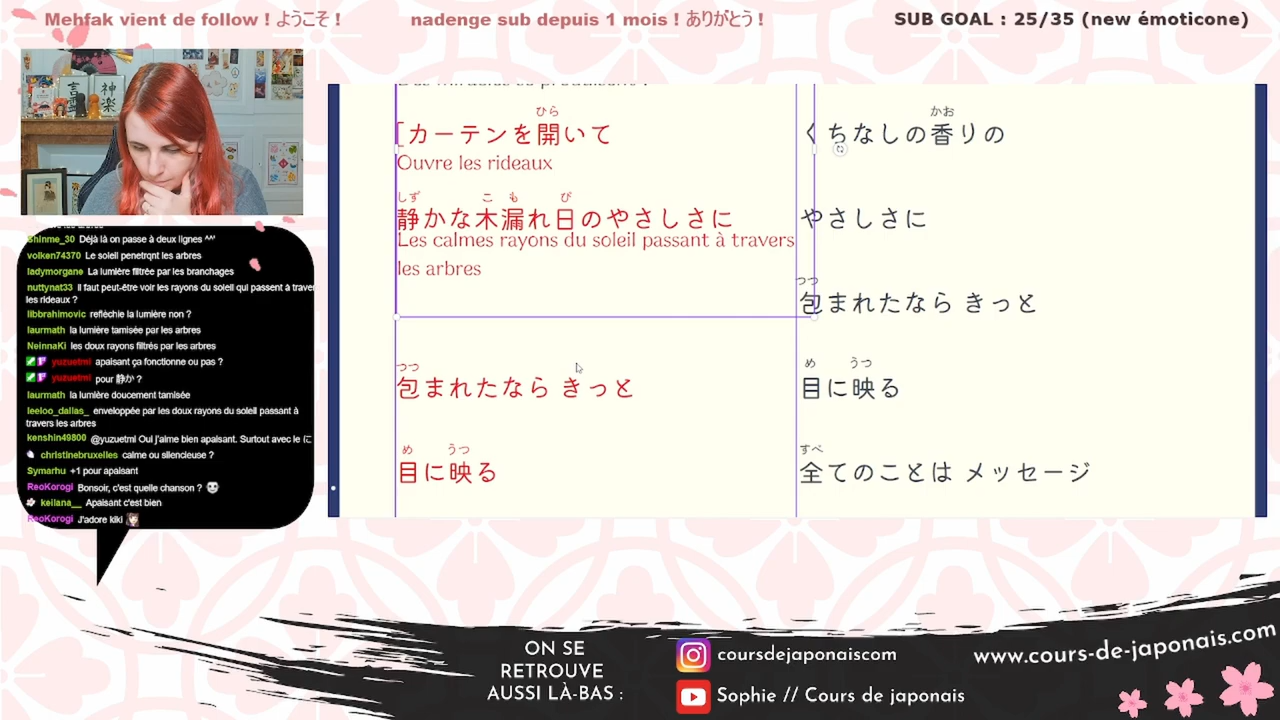 Mehfak vient de follow ! ようこそ !
nadenge sub depuis 1 mois ! ありがとう !
SUB GOAL : 25/35 (new émoticone)
言
神楽
Shinme_30 Déjà là on passe à deux lignes ^^'
volken74370 Le soleil penetrqnt les arbres
ladymorgane La lumière filtrée par les branchages
nuttynat33 il faut peut-être voir les rayons du soleil qui passent à traver
les rideaux ?
libbrahimovic refléchie la lumière non ?
laurmath la lumière tamisée par les arbres
NeinnaKi les doux rayons filtrés par les arbres
yuzuetmi apaisant ça fonctionne ou pas ?
yuzuetmi pour 静か ?
laurmath la lumière doucement tamisée
leeloo_dallas_ enveloppée par les doux rayons du soleil passant à
travers les arbres
kenshin49800 @yuzuetmi Oui j'aime bien apaisant. Surtout avec le に
christinebruxelles calme ou silencieuse ?
Symarhu +1 pour apaisant
ReoKorogi Bonsoir, c'est quelle chanson ?
keilana__ Apaisant c'est bien
ReoKorogi J'adore kiki
ひら
カーテンを開いて
Ouvre les rideaux
しず こ も び
静かな木漏れ日のやさしさに
Les calmes rayons du soleil passant à travers
les arbres
つつ
包まれたなら きっと
め うつ
目に映る
かお
くちなしの香りの
やさしさに
つつ
包まれたなら きっと
め うつ
目に映る
すべ
全てのことは メッセージ
ON SE
RETROUVE
AUSSI LÀ-BAS :
coursdejaponaiscom
Sophie // Cours de japonais
www.cours-de-japonais.com